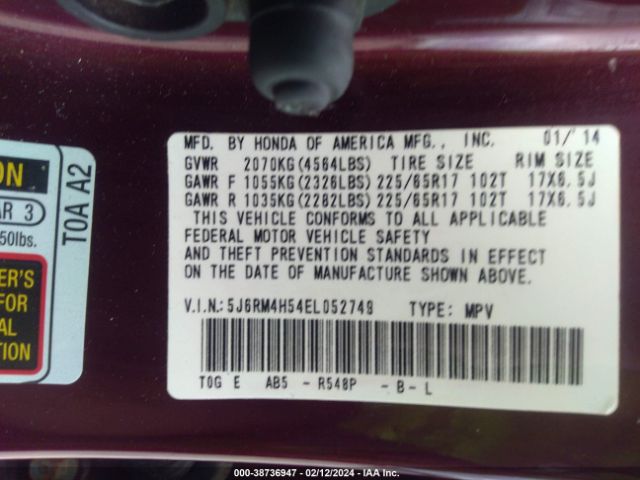 MFD. BY HONDA OF AMERICA MFG., INC. 01/'14
GVWR 2070KG(4564LBS) TIRE SIZE RIM SIZE
GAWR F 1055KG(2326LBS) 225/65R17 102T 17X6.5J
GAWR R 1035KG(2282LBS) 225/65R17 102T 17X6.5J
THIS VEHICLE CONFORMS TO ALL APPLICABLE
FEDERAL MOTOR VEHICLE SAFETY
AND THEFT PREVENTION STANDARDS IN EFFECT
ON THE DATE OF MANUFACTURE SHOWN ABOVE.
V.I.N.: 5J6RM4H54EL052749 TYPE: MPV
TOG E AB5 - R548P - B - L
ON
AR 3
50lbs.
ER'S
FOR
AL
TION
TOA A2
000-38736947 - 02/12/2024 - IAA Inc.